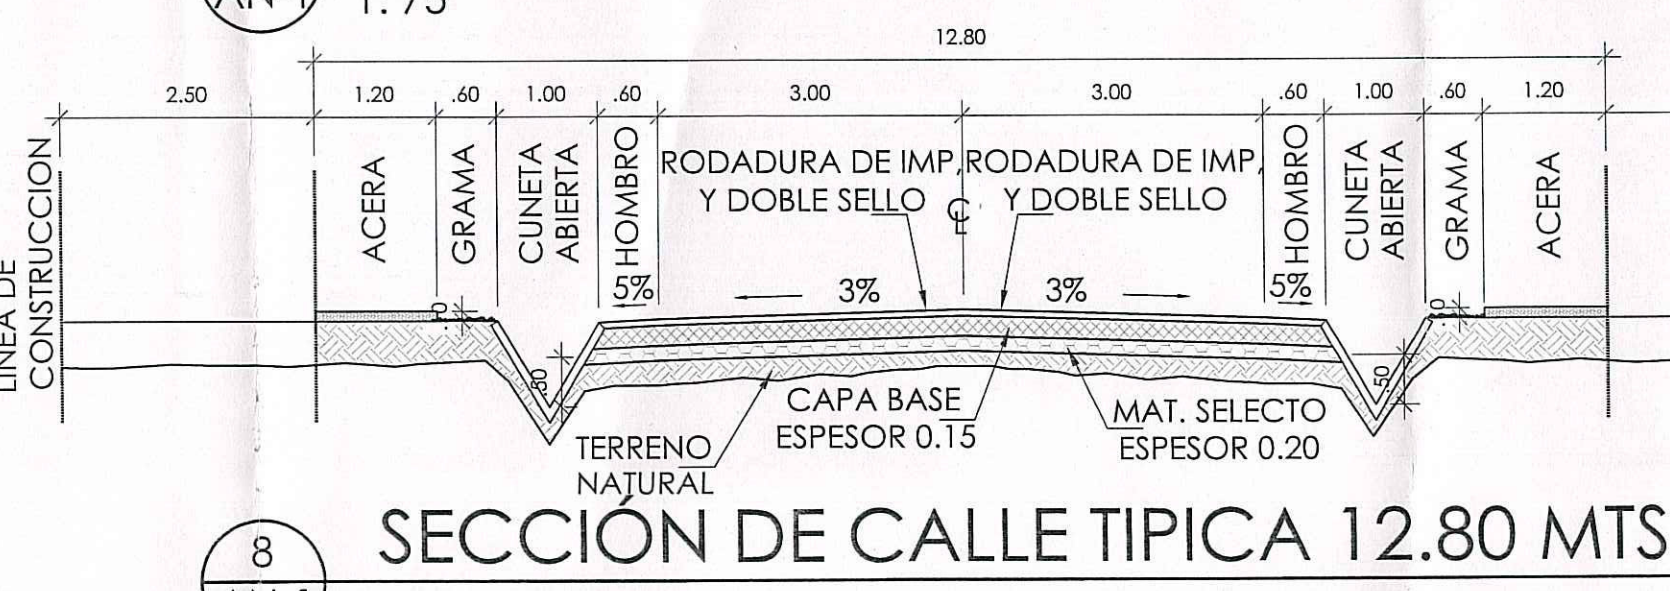 1:75
12.80
2.50 1.20 .60 1.00 .60 3.00 3.00 .60 1.00 .60 1.20
LINEA DE
CONSTRUCCION
ACERA
GRAMA
CUNETA
ABIERTA
HOMBRO
RODADURA DE IMP,
Y DOBLE SELLO
RODADURA DE IMP,
Y DOBLE SELLO
HOMBRO
CUNETA
ABIERTA
GRAMA
ACERA
5% 3% 3% 5%
.30
.50
TERRENO
NATURAL
CAPA BASE
ESPESOR 0.15
MAT. SELECTO
ESPESOR 0.20
8
SECCIÓN DE CALLE TIPICA 12.80 MTS